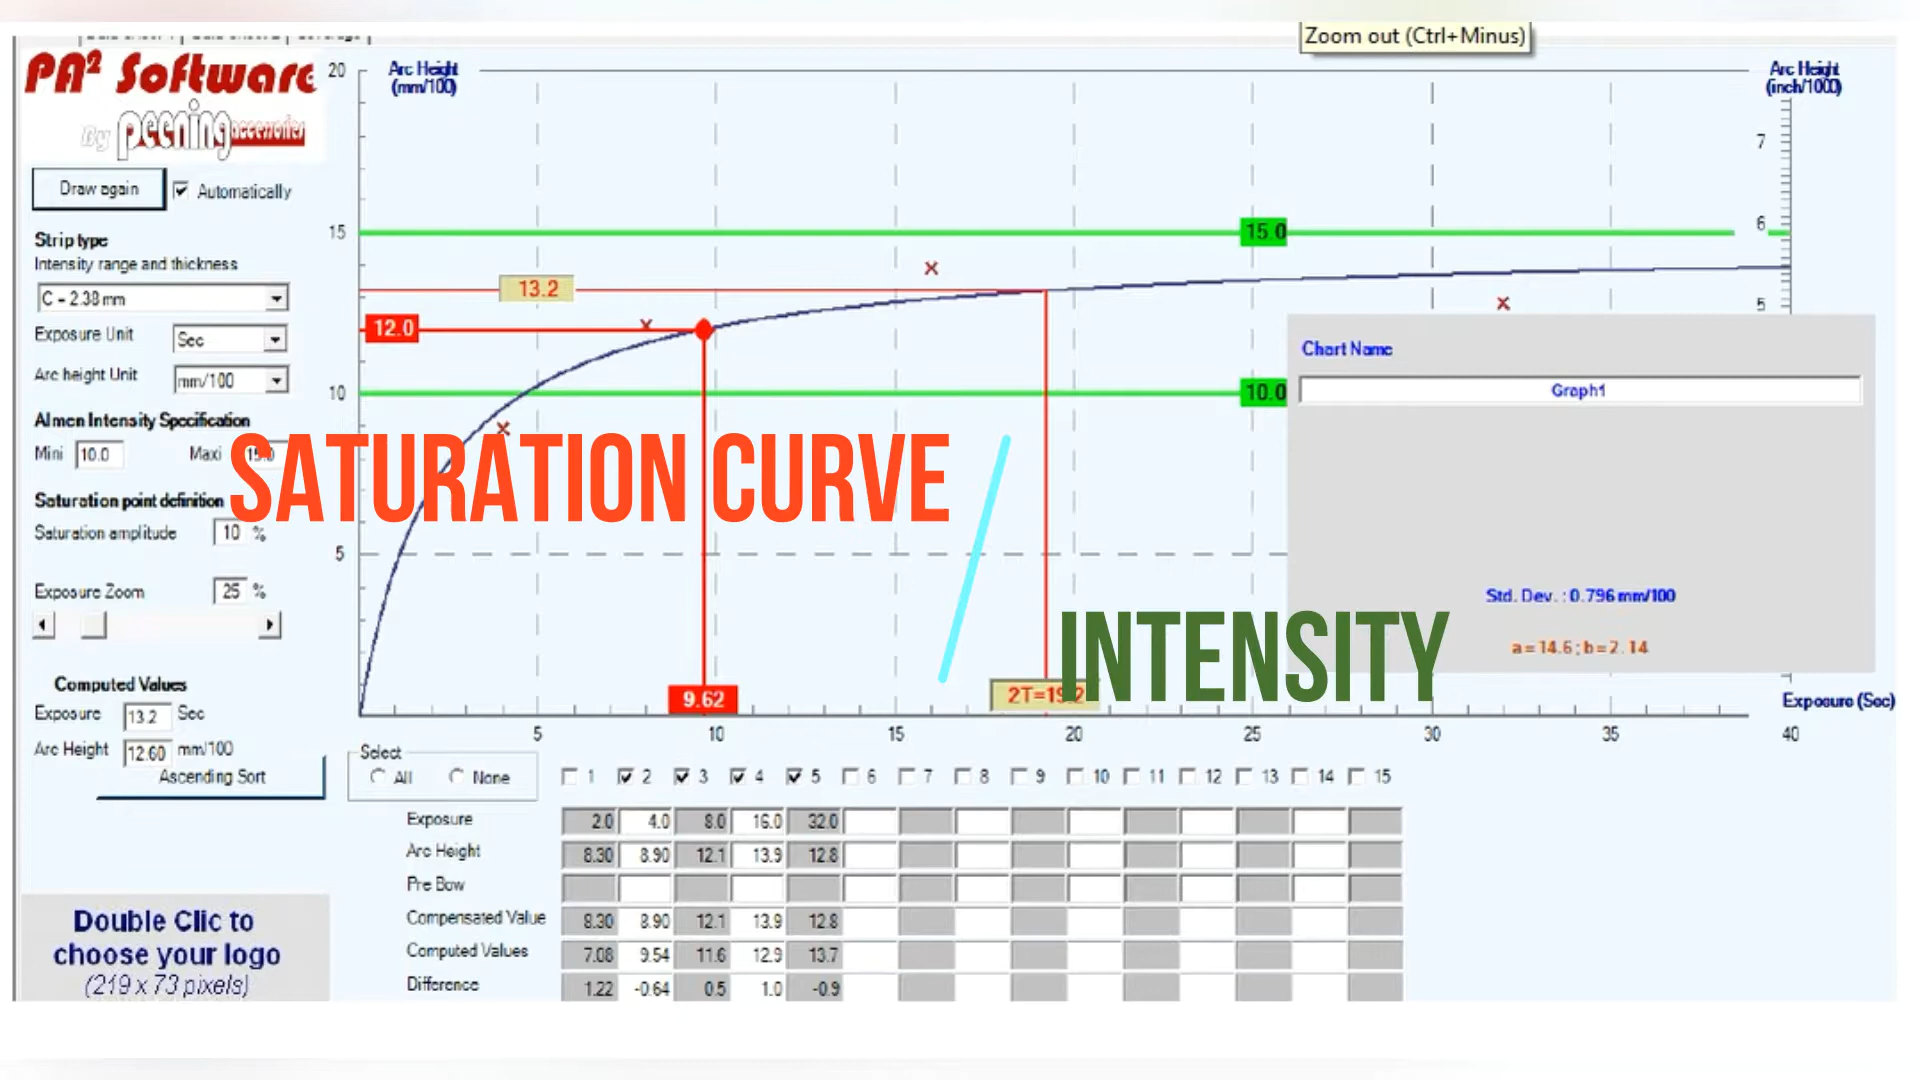 Zoom out (Ctrl+Minus)
PA² Software
By peening accessories
Draw again
Automatically
Strip type
Intensity range and thickness
C - 2.38 mm
Exposure Unit
Sec
Arc height Unit
mm/100
Almen Intensity Specification
Mini 10.0 Maxi 15.0
Saturation point definition
Saturation amplitude 10 %
Exposure Zoom 25 %
Computed Values
Exposure 13.2 Sec
Arc Height 12.60 mm/100
Ascending Sort
Double Clic to
choose your logo
(219 x 73 pixels)
20
15
10
5
Arc Height
(mm/100)
Arc Height
(inch/1000)
7
6
5
15.0
13.2
12.0
10.0
9.62
2T=19.2
SATURATION CURVE
INTENSITY
Chart Name
Graph1
Std. Dev. : 0.796 mm/100
a = 14.6 ; b = 2.14
Exposure (Sec)
5 10 15 20 25 30 35 40
Select
All None
1 2 3 4 5 6 7 8 9 10 11 12 13 14 15
Exposure 2.0 4.0 8.0 16.0 32.0
Arc Height 8.30 8.90 12.1 13.9 12.8
Pre Bow
Compensated Value 8.30 8.90 12.1 13.9 12.8
Computed Values 7.08 9.54 11.6 12.9 13.7
Difference 1.22 -0.64 0.5 1.0 -0.9